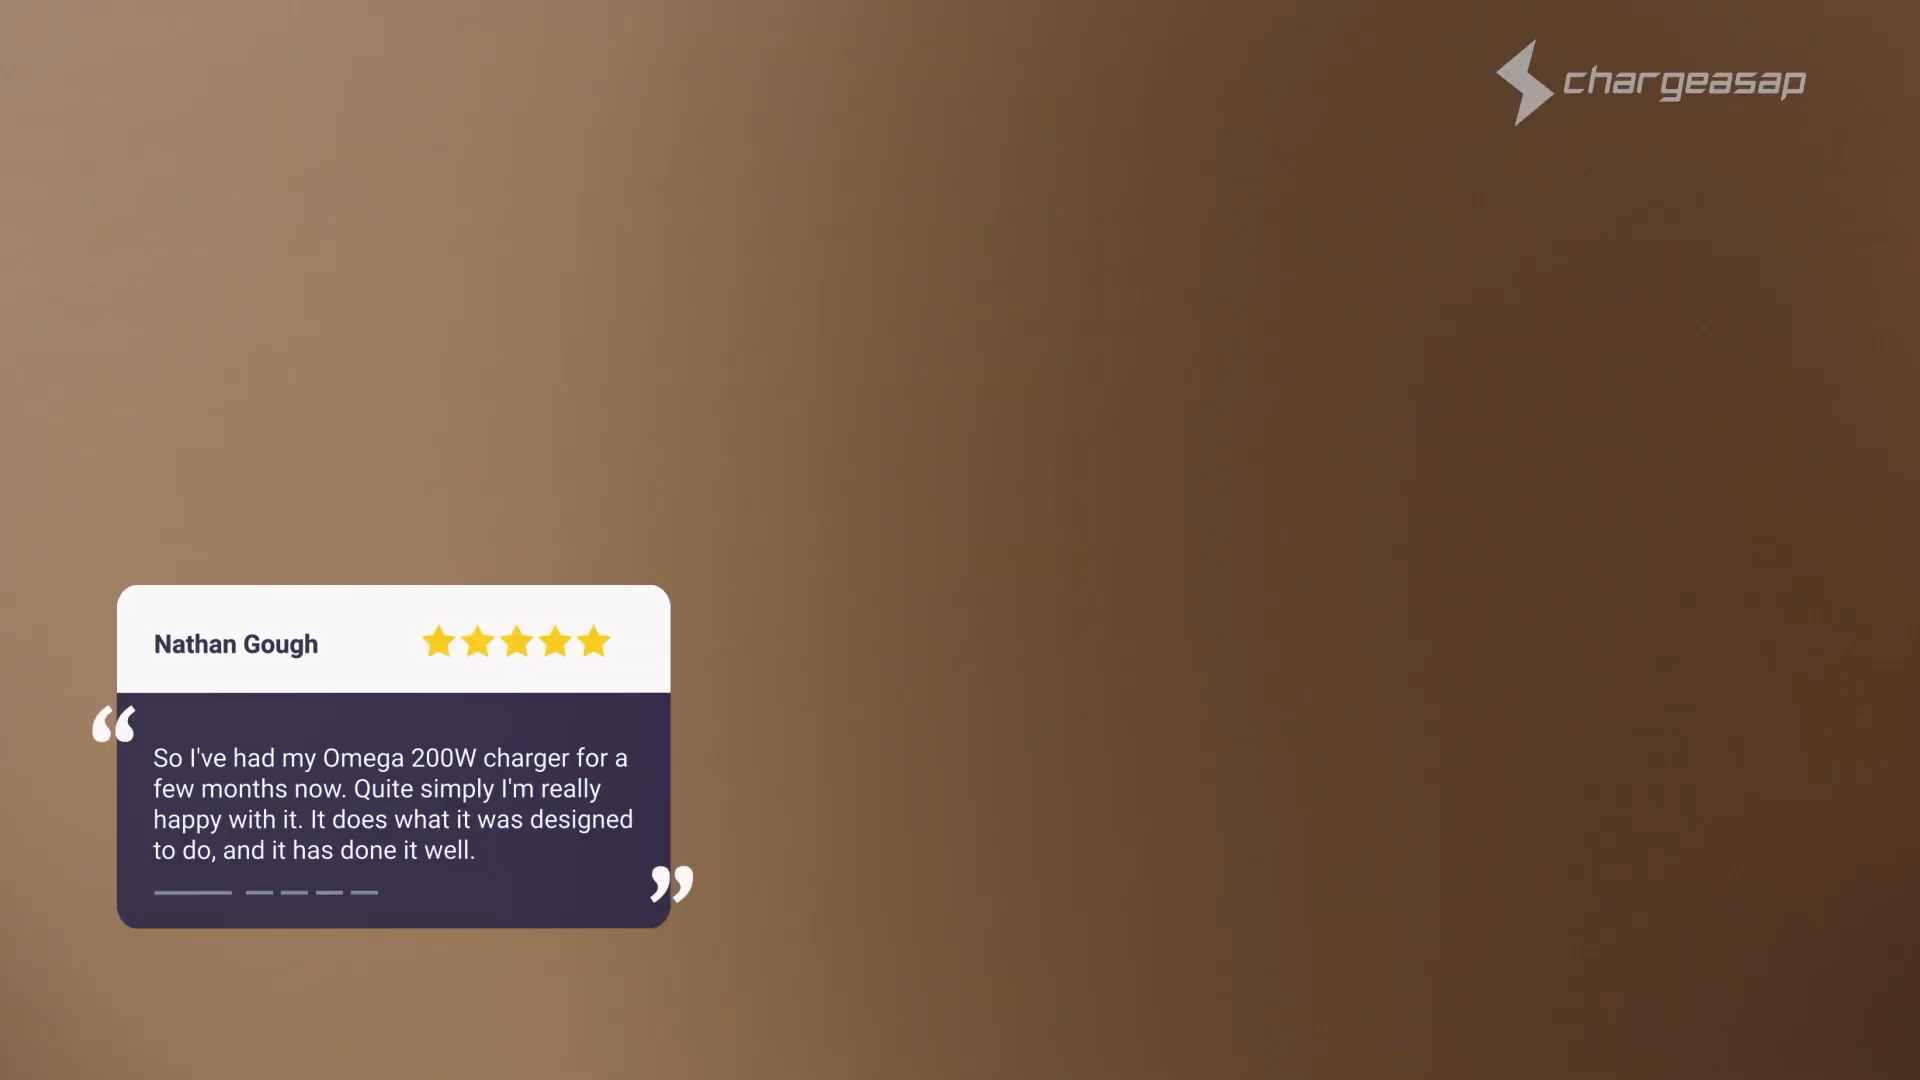 chargeasap
Nathan Gough
“
So I've had my Omega 200W charger for a
few months now. Quite simply I'm really
happy with it. It does what it was designed
to do, and it has done it well.
”